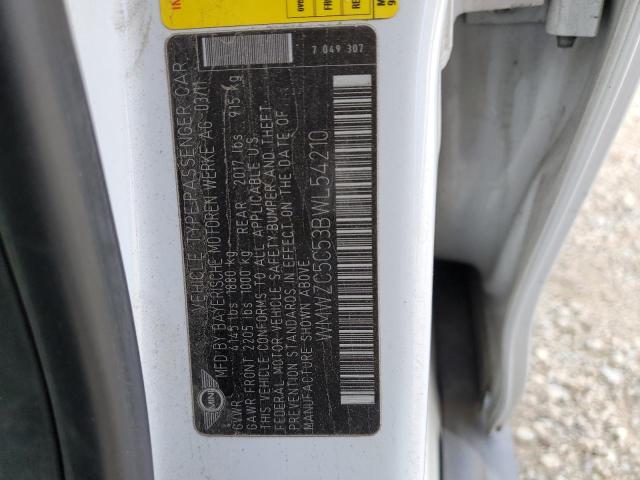 VEHICLE TYPE:PASSENGER CAR
MFD BY BAYERISCHE MOTOREN WERKE AG 03/11
GVWR 4145 lbs 1880 kg
GAWR FRONT 2205 lbs 1000 kg REAR 2017 lbs 915 kg
THIS VEHICLE CONFORMS TO ALL APPLICABLE U.S.
FEDERAL MOTOR VEHICLE SAFETY-BUMPER AND THEFT
PREVENTION STANDARDS IN EFFECT ON THE DATE OF
MANUFACTURE SHOWN ABOVE.
WMWZC5C53BWL54210
7 049 307
MINI